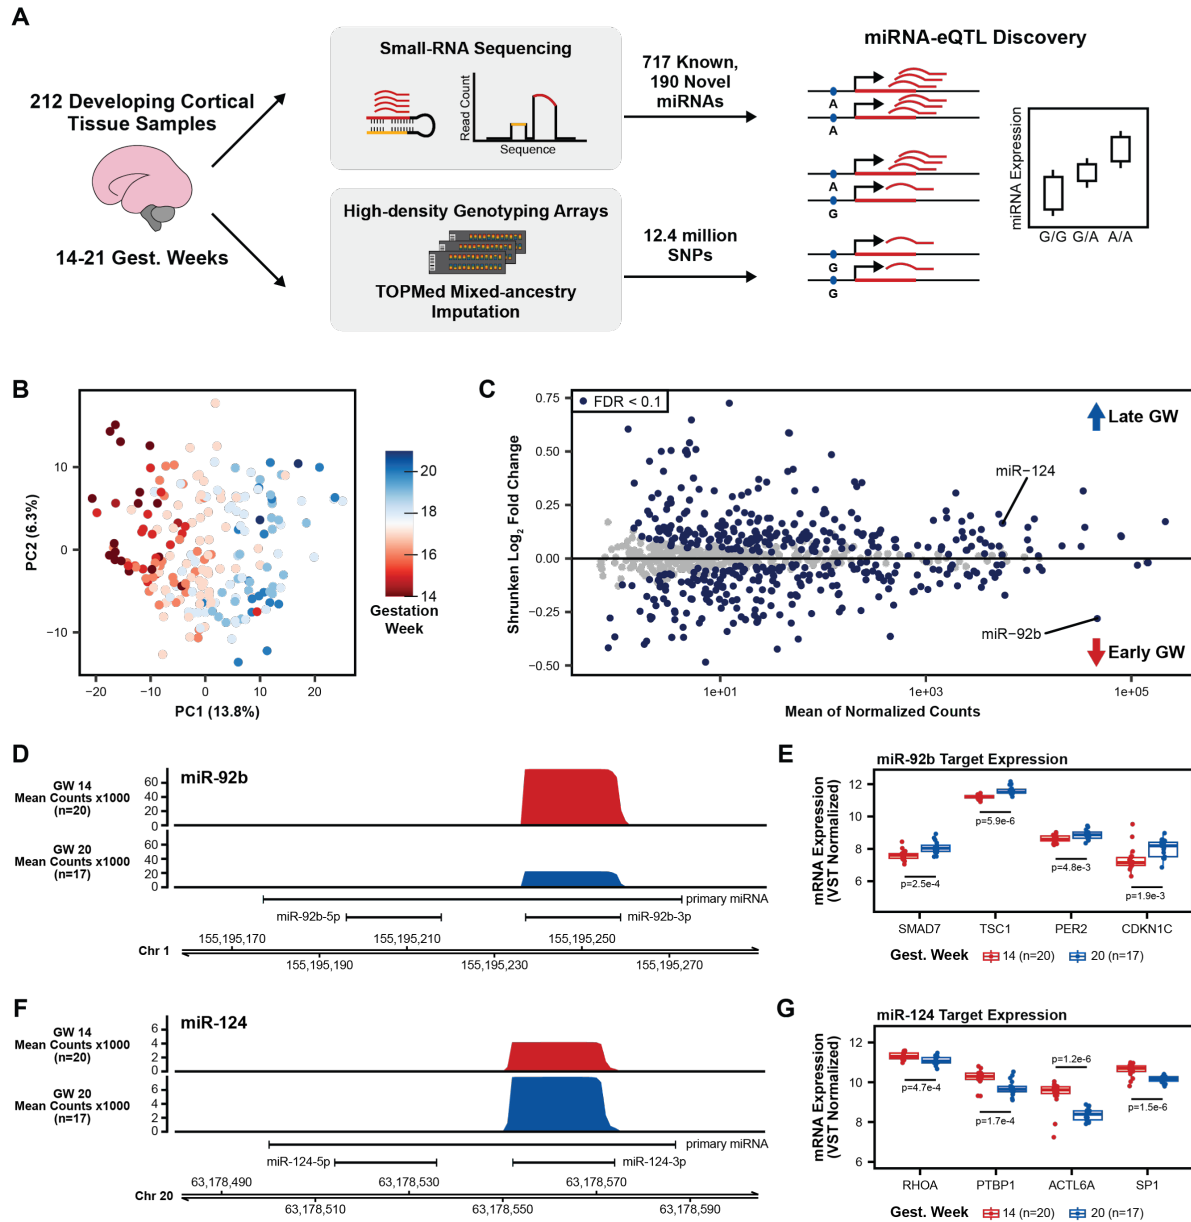 A
212 Developing Cortical
Tissue Samples
14-21 Gest. Weeks
Small-RNA Sequencing
Read Count
Sequence
High-density Genotyping Arrays
TOPMed Mixed-ancestry
Imputation
717 Known,
190 Novel
miRNAs
12.4 million
SNPs
miRNA-eQTL Discovery
A
A
A
G
G
G
miRNA Expression
G/G G/A A/A
B
PC2 (6.3%)
10
0
−10
−20 −10 0 10 20
PC1 (13.8%)
20
18
16
14
Gestation
Week
C
Shrunken Log2 Fold Change
0.75
0.50
0.25
0.00
−0.25
−0.50
FDR < 0.1
Late GW
miR−124
miR−92b
Early GW
1e+01 1e+03 1e+05
Mean of Normalized Counts
D
miR-92b
GW 14
Mean Counts x1000
(n=20)
60
40
20
0
GW 20
Mean Counts x1000
(n=17)
60
40
20
0
primary miRNA
miR-92b-5p
miR-92b-3p
155,195,170 155,195,210 155,195,250
Chr 1
155,195,190 155,195,230 155,195,270
E
miR-92b Target Expression
mRNA Expression
(VST Normalized)
12
10
8
6
p=2.5e-4
p=5.9e-6
p=4.8e-3
p=1.9e-3
SMAD7 TSC1 PER2 CDKN1C
Gest. Week 14 (n=20) 20 (n=17)
F
miR-124
GW 14
Mean Counts x1000
(n=20)
6
4
2
0
GW 20
Mean Counts x1000
(n=17)
6
4
2
0
primary miRNA
miR-124-5p
miR-124-3p
63,178,490 63,178,530 63,178,570
Chr 20
63,178,510 63,178,550 63,178,590
G
miR-124 Target Expression
mRNA Expression
(VST Normalized)
12
10
8
6
p=4.7e-4
p=1.7e-4
p=1.2e-6
p=1.5e-6
RHOA PTBP1 ACTL6A SP1
Gest. Week 14 (n=20) 20 (n=17)